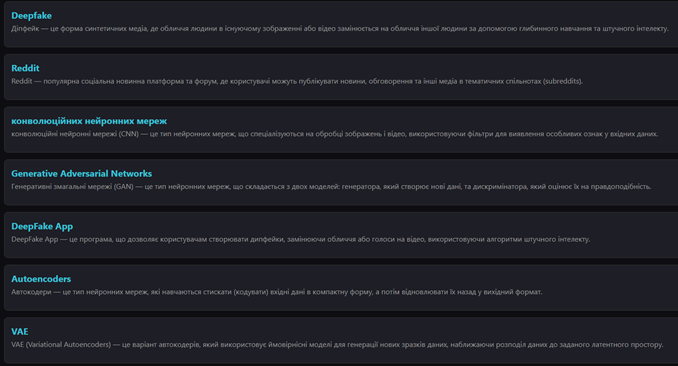 Deepfake
Діпфейк — це форма синтетичних медіа, де обличчя людини в існуючому зображенні або відео замінюється на обличчя іншої людини за допомогою глибинного навчання та штучного інтелекту.
Reddit
Reddit — популярна соціальна новинна платформа та форум, де користувачі можуть публікувати новини, обговорення та інші медіа в тематичних спільнотах (subreddits).
конволюційних нейронних мереж
конволюційні нейронні мережі (CNN) — це тип нейронних мереж, що спеціалізуються на обробці зображень і відео, використовуючи фільтри для виявлення особливих ознак у вхідних даних.
Generative Adversarial Networks
Генеративні змагальні мережі (GAN) — це тип нейронних мереж, що складається з двох моделей: генератора, який створює нові дані, та дискримінатора, який оцінює їх на правдоподібність.
DeepFake App
DeepFake App — це програма, що дозволяє користувачам створювати дипфейки, замінюючи обличчя або голоси на відео, використовуючи алгоритми штучного інтелекту.
Autoencoders
Автокодери — це тип нейронних мереж, які навчаються стискати (кодувати) вхідні дані в компактну форму, а потім відновлювати їх назад у вихідний формат.
VAE
VAE (Variational Autoencoders) — це варіант автокодерів, який використовує ймовірнісні моделі для генерації нових зразків даних, наближаючи розподіл даних до заданого латентного простору.